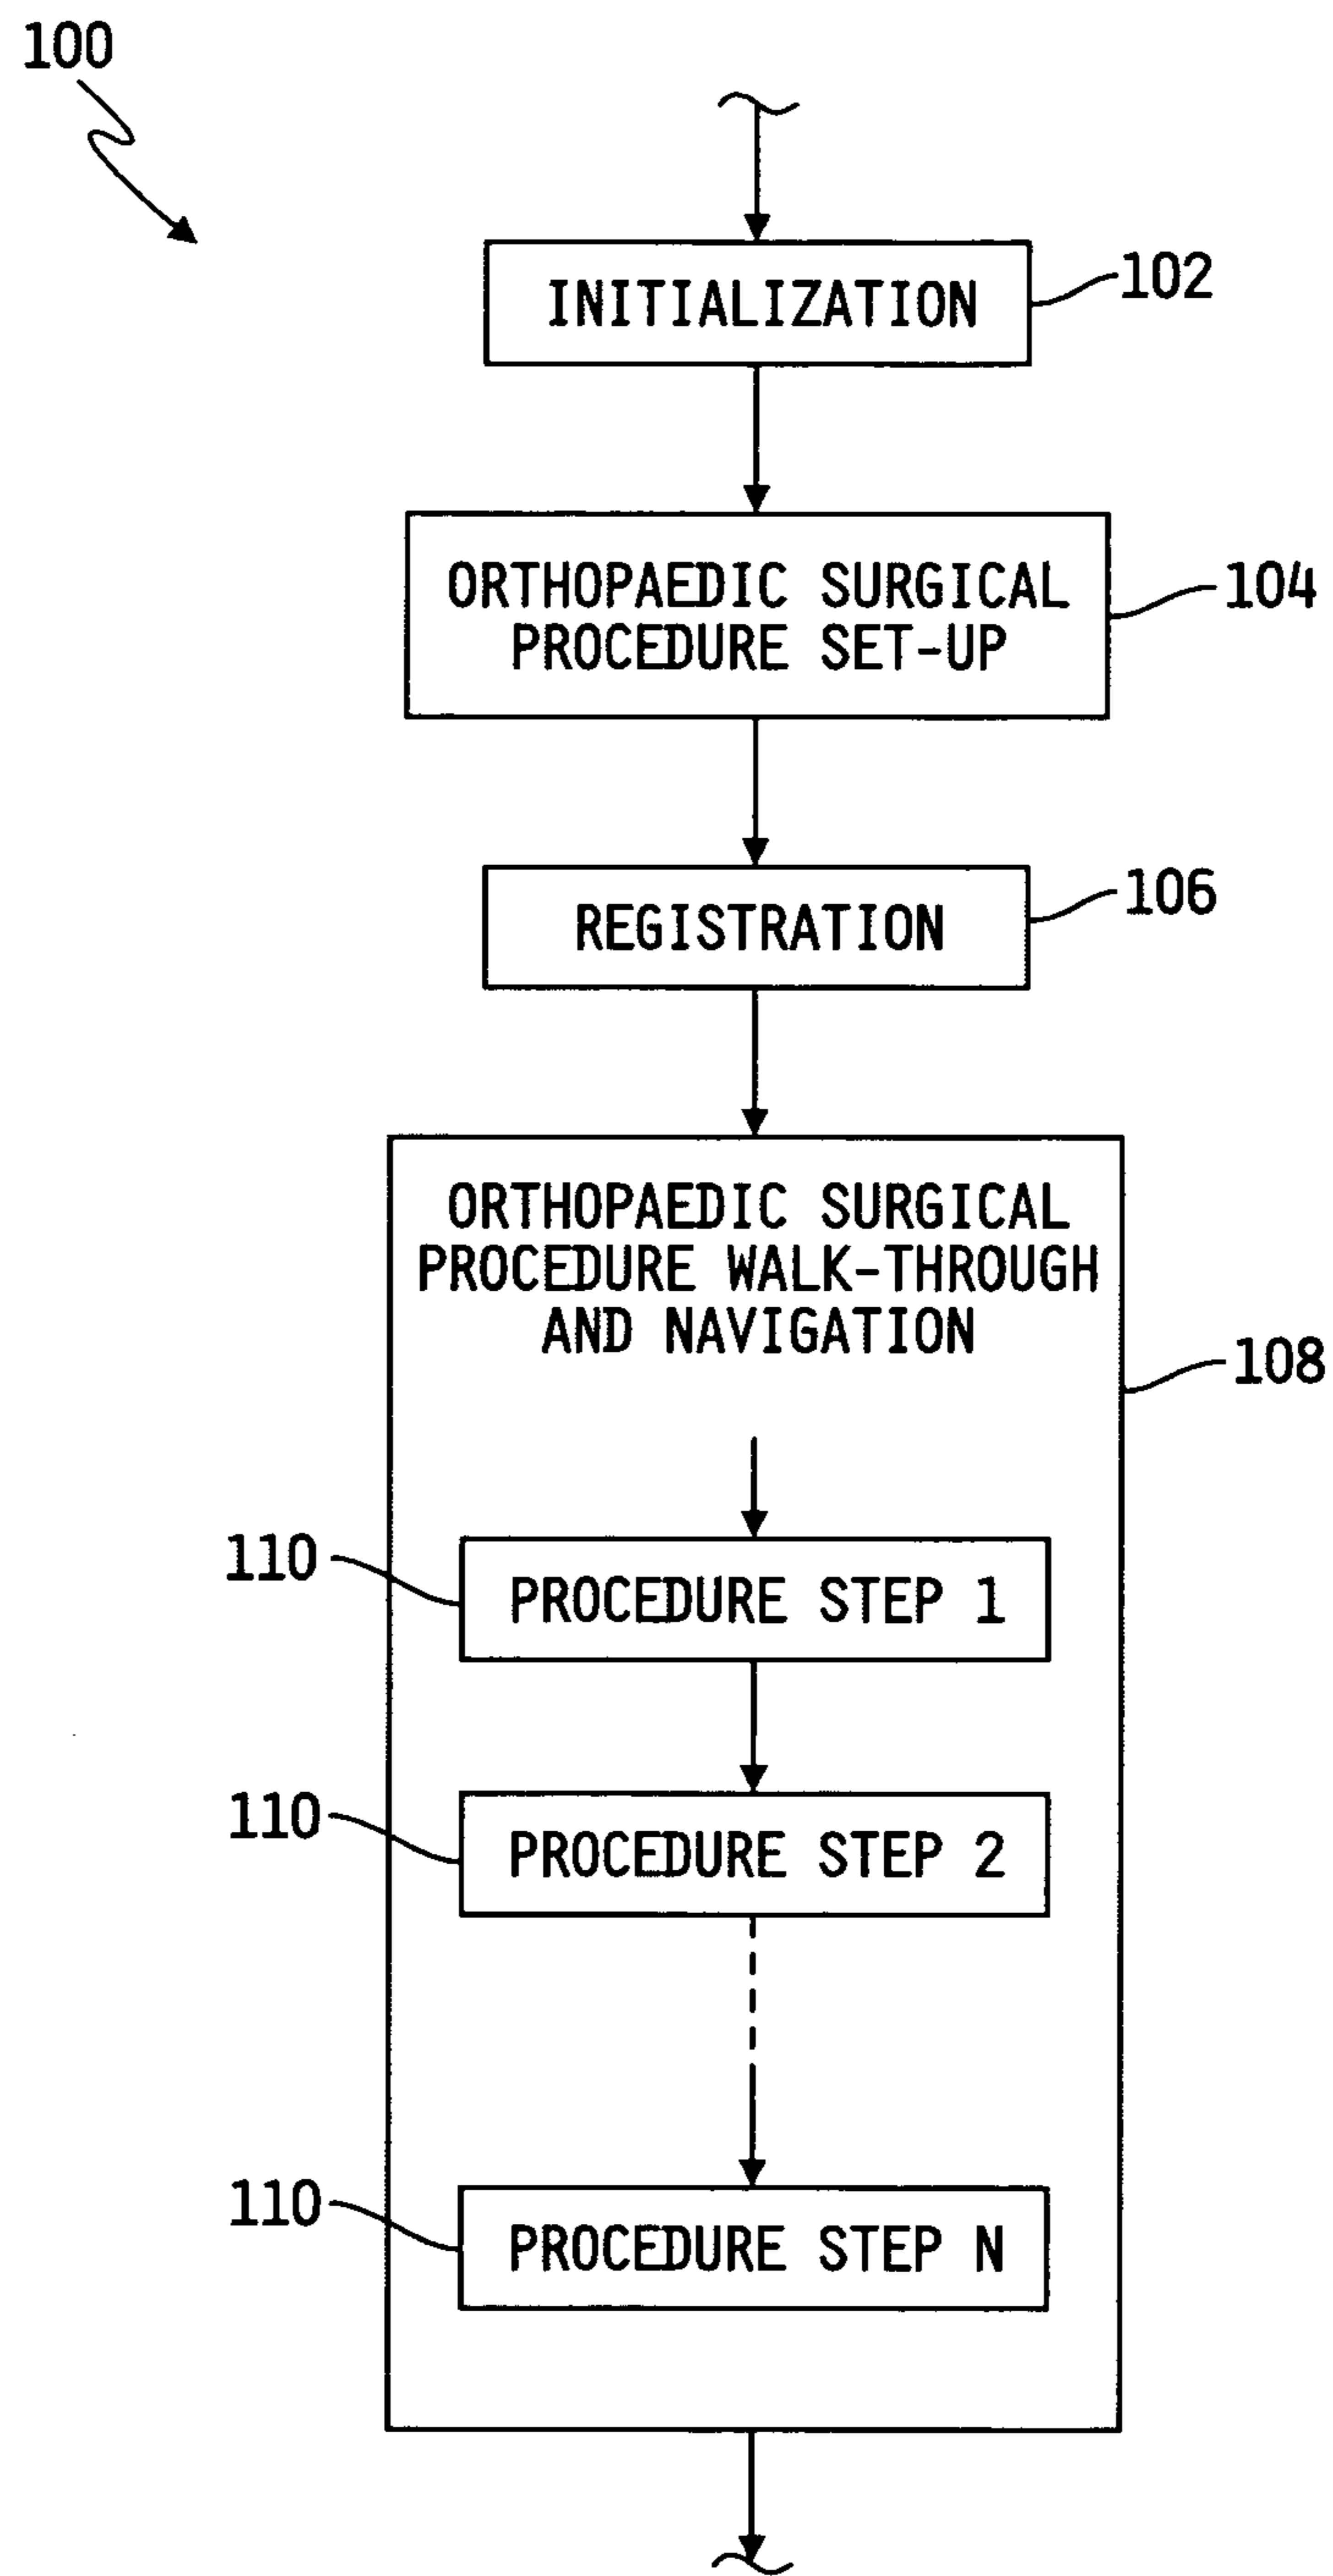 100
INITIALIZATION
102
ORTHOPAEDIC SURGICAL
PROCEDURE SET-UP
104
REGISTRATION
106
ORTHOPAEDIC SURGICAL
PROCEDURE WALK-THROUGH
AND NAVIGATION
108
110
PROCEDURE STEP 1
110
PROCEDURE STEP 2
110
PROCEDURE STEP N